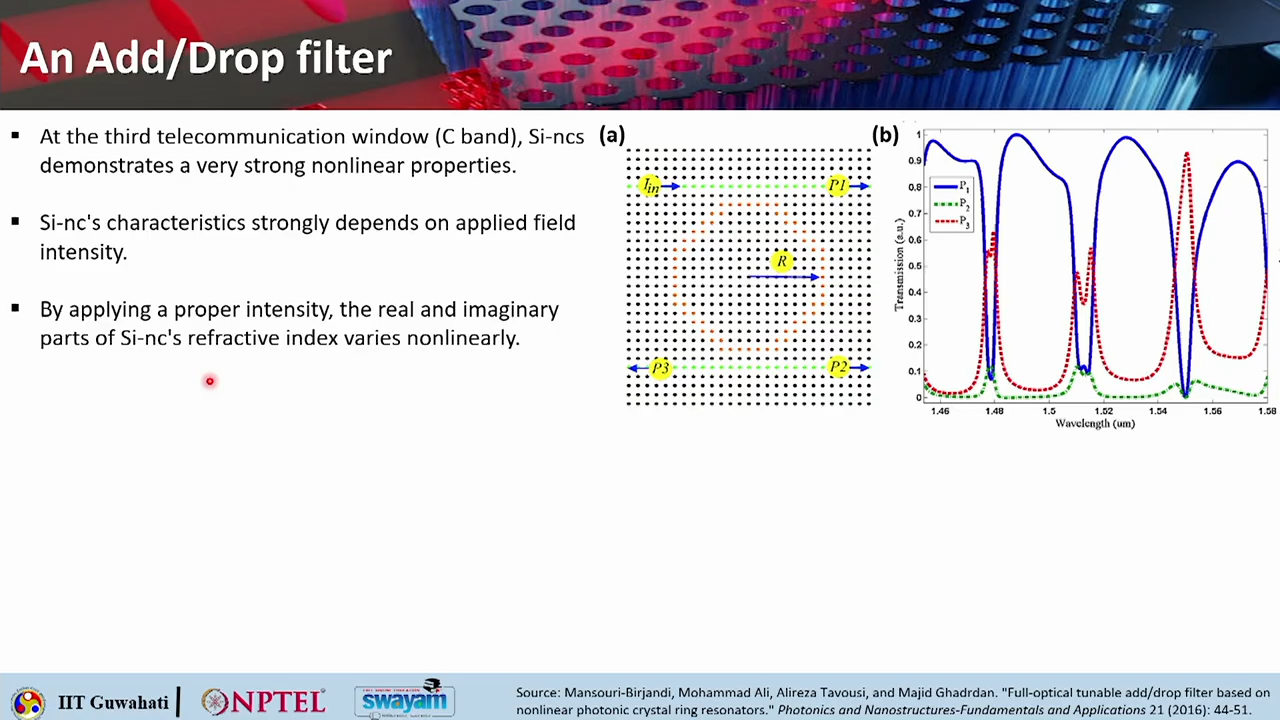 An Add/Drop filter
At the third telecommunication window (C band), Si-ncs
demonstrates a very strong nonlinear properties.
Si-nc's characteristics strongly depends on applied field
intensity.
By applying a proper intensity, the real and imaginary
parts of Si-nc's refractive index varies nonlinearly.
(a)
Iin
P1
R
P3
P2
(b)
1
0.9
0.8
0.7
0.6
0.5
0.4
0.3
0.2
0.1
0
Transmission (a.u.)
P1
P2
P3
1.46 1.48 1.5 1.52 1.54 1.56 1.58
Wavelength (um)
IIT Guwahati
NPTEL
swayam
Source: Mansouri-Birjandi, Mohammad Ali, Alireza Tavousi, and Majid Ghadrdan. "Full-optical tunable add/drop filter based on
nonlinear photonic crystal ring resonators." Photonics and Nanostructures-Fundamentals and Applications 21 (2016): 44-51.